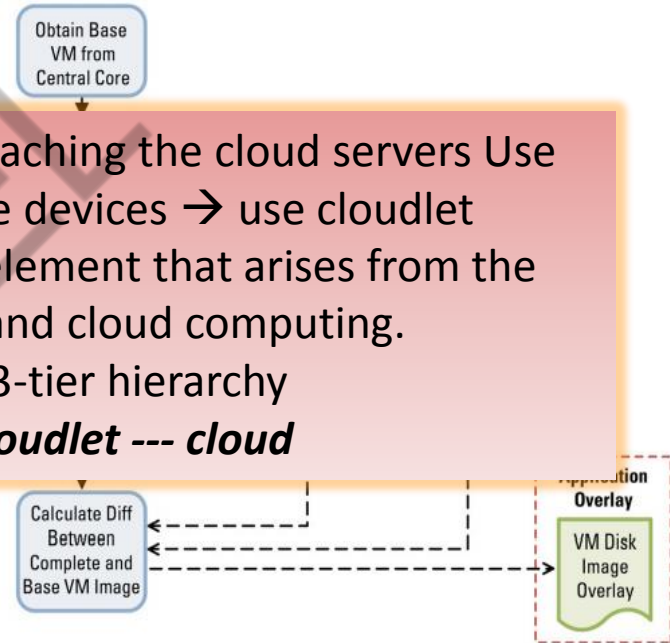 Obtain Base
VM from
Central Core
aching the cloud servers Use
e devices → use cloudlet
lement that arises from the
and cloud computing.
3-tier hierarchy
oudlet --- cloud
Overlay
Calculate Diff
Between
Complete and
Base VM Image
VM Disk
Image
Overlay